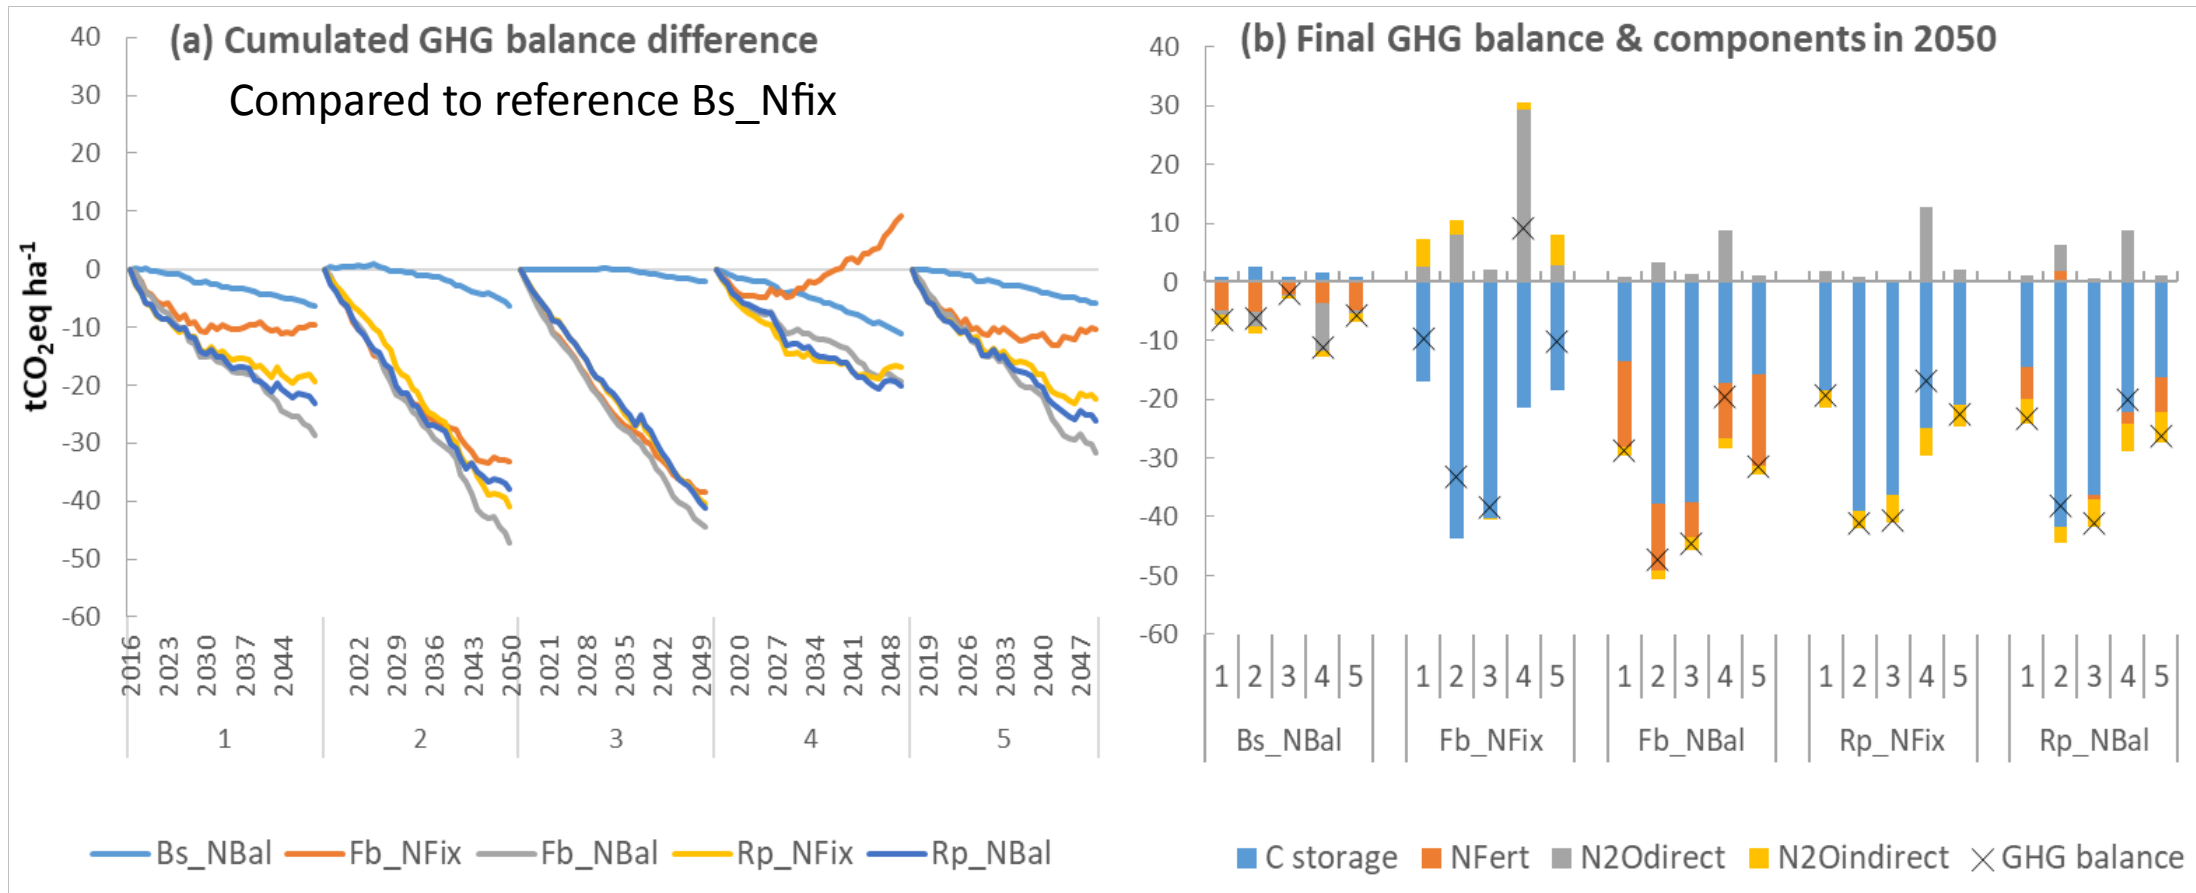 (a) Cumulated GHG balance difference
Compared to reference Bs_Nfix
tCO₂eq ha⁻¹
40
30
20
10
0
-10
-20
-30
-40
-50
-60
2016 2023 2030 2037 2044 2022 2029 2036 2043 2050 2021 2028 2035 2042 2049 2020 2027 2034 2041 2048 2019 2026 2033 2040 2047
1 2 3 4 5
Bs_NBal Fb_NFix Fb_NBal Rp_NFix Rp_NBal
(b) Final GHG balance & components in 2050
40
30
20
10
0
-10
-20
-30
-40
-50
-60
1 2 3 4 5 1 2 3 4 5 1 2 3 4 5 1 2 3 4 5 1 2 3 4 5
Bs_NBal Fb_NFix Fb_NBal Rp_NFix Rp_NBal
C storage NFert N2Odirect N2Oindirect GHG balance